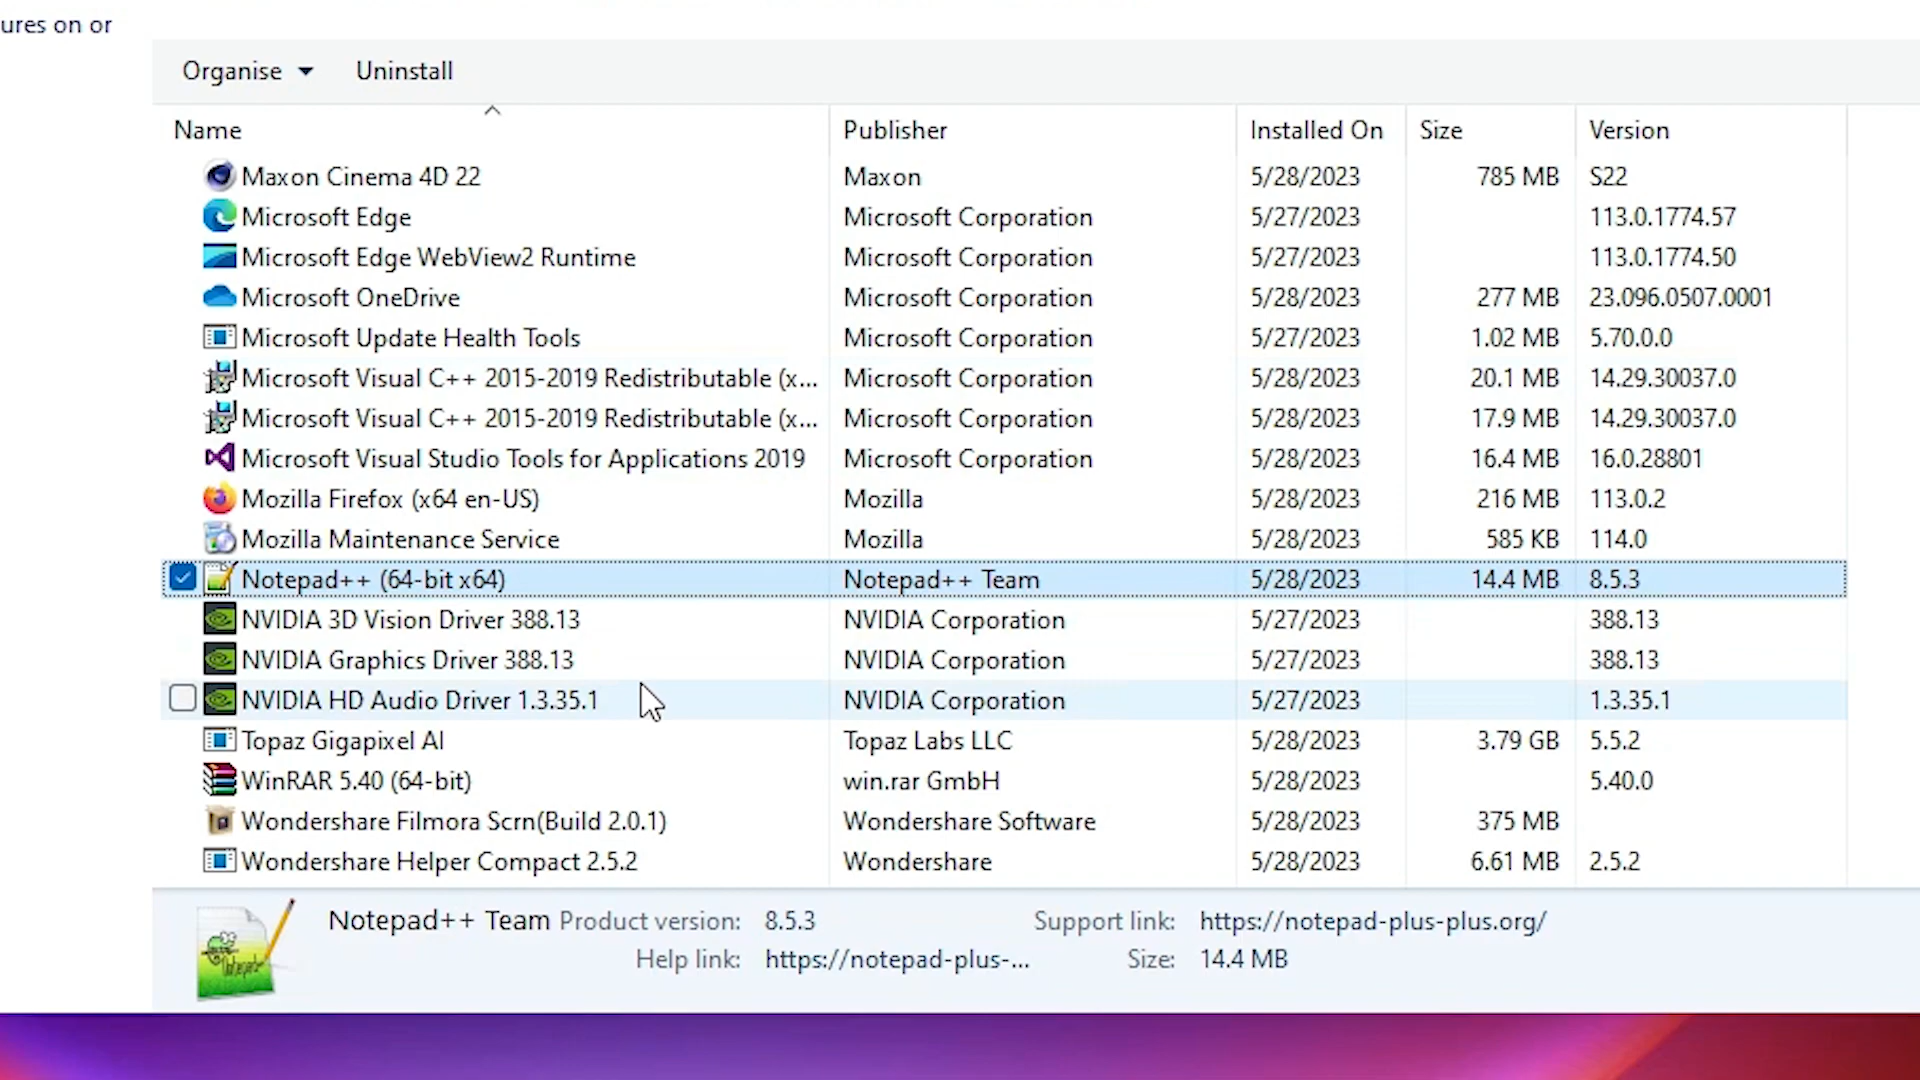 ures on or
Organise Uninstall
Name Publisher Installed On Size Version
Maxon Cinema 4D 22 Maxon 5/28/2023 785 MB S22
Microsoft Edge Microsoft Corporation 5/27/2023 113.0.1774.57
Microsoft Edge WebView2 Runtime Microsoft Corporation 5/27/2023 113.0.1774.50
Microsoft OneDrive Microsoft Corporation 5/28/2023 277 MB 23.096.0507.0001
Microsoft Update Health Tools Microsoft Corporation 5/27/2023 1.02 MB 5.70.0.0
Microsoft Visual C++ 2015-2019 Redistributable (x... Microsoft Corporation 5/28/2023 20.1 MB 14.29.30037.0
Microsoft Visual C++ 2015-2019 Redistributable (x... Microsoft Corporation 5/28/2023 17.9 MB 14.29.30037.0
Microsoft Visual Studio Tools for Applications 2019 Microsoft Corporation 5/28/2023 16.4 MB 16.0.28801
Mozilla Firefox (x64 en-US) Mozilla 5/28/2023 216 MB 113.0.2
Mozilla Maintenance Service Mozilla 5/28/2023 585 KB 114.0
Notepad++ (64-bit x64) Notepad++ Team 5/28/2023 14.4 MB 8.5.3
NVIDIA 3D Vision Driver 388.13 NVIDIA Corporation 5/27/2023 388.13
NVIDIA Graphics Driver 388.13 NVIDIA Corporation 5/27/2023 388.13
NVIDIA HD Audio Driver 1.3.35.1 NVIDIA Corporation 5/27/2023 1.3.35.1
Topaz Gigapixel AI Topaz Labs LLC 5/28/2023 3.79 GB 5.5.2
WinRAR 5.40 (64-bit) win.rar GmbH 5/28/2023 5.40.0
Wondershare Filmora Scrn(Build 2.0.1) Wondershare Software 5/28/2023 375 MB
Wondershare Helper Compact 2.5.2 Wondershare 5/28/2023 6.61 MB 2.5.2
Notepad++ Team Product version: 8.5.3 Support link: https://notepad-plus-plus.org/
Help link: https://notepad-plus-... Size: 14.4 MB